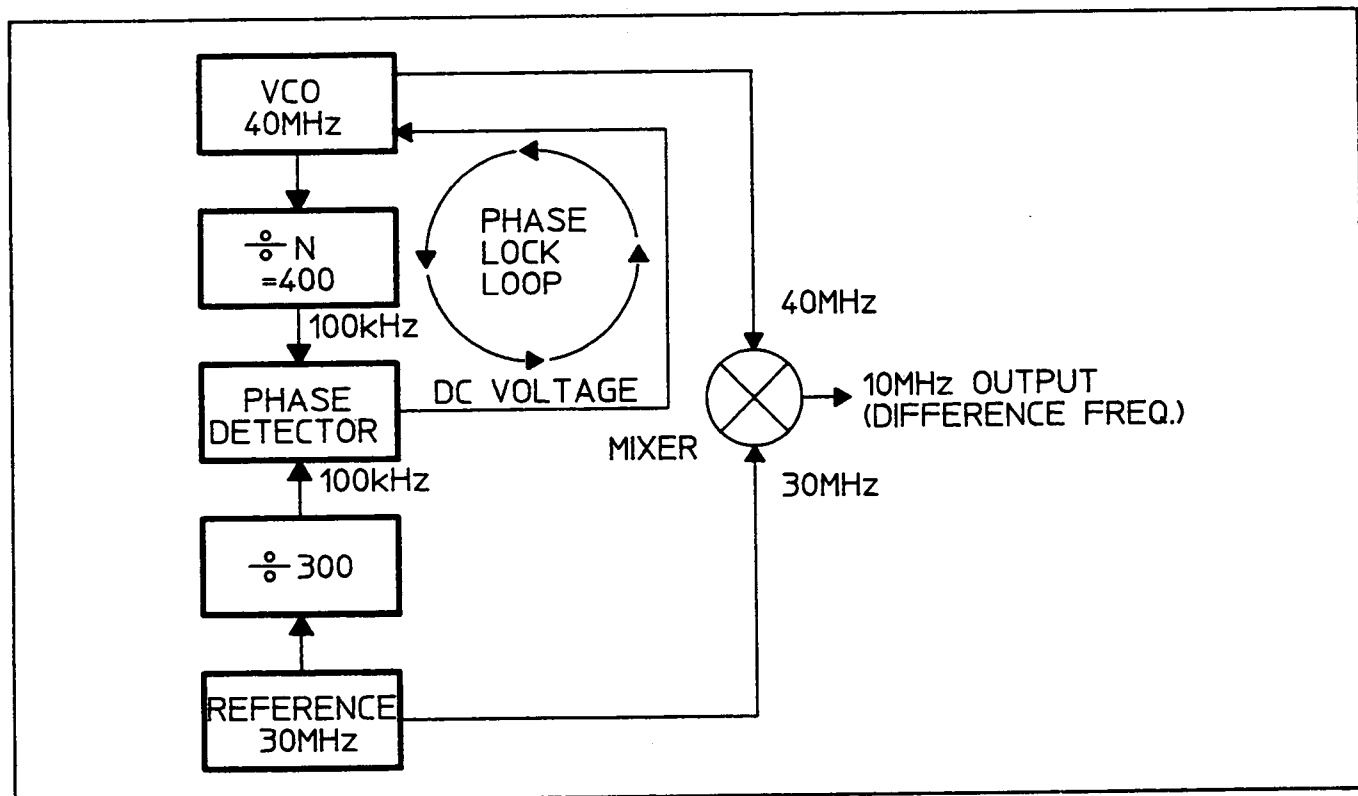 VCO
40MHz
÷ N
=400
100kHz
PHASE
DETECTOR
100kHz
÷ 300
REFERENCE
30MHz
PHASE
LOCK
LOOP
DC VOLTAGE
40MHz
MIXER
30MHz
10MHz OUTPUT
(DIFFERENCE FREQ.)